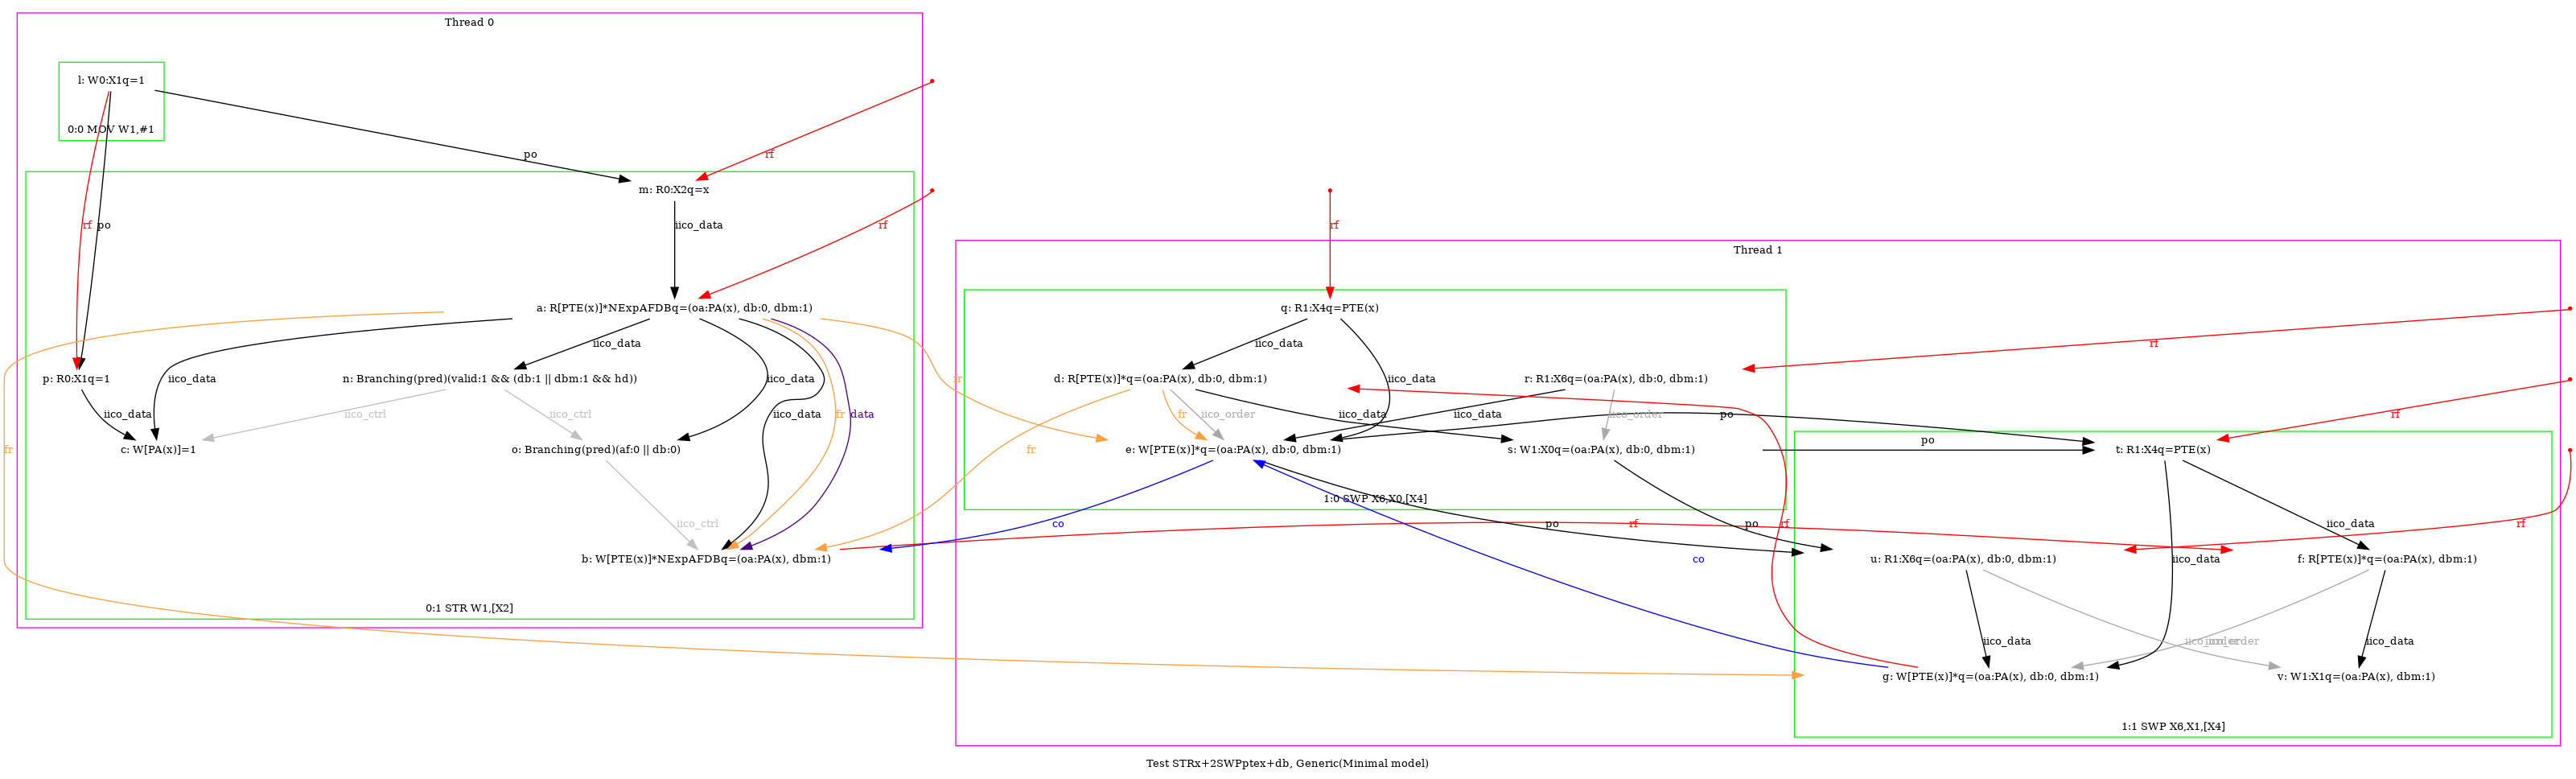 Thread 0
l: W0:X1q=1
0:0 MOV W1,#1
po
rf
m: R0:X2q=x
rf
po
iico_data
rf
rf
Thread 1
a: R[PTE(x)]*NExpAFDBq=(oa:PA(x), db:0, dbm:1)
q: R1:X4q=PTE(x)
iico_data
iico_data
rf
p: R0:X1q=1
iico_data
n: Branching(pred)(valid:1 && (db:1 || dbm:1 && hd))
iico_data
fr
d: R[PTE(x)]*q=(oa:PA(x), db:0, dbm:1)
iico_data
r: R1:X6q=(oa:PA(x), db:0, dbm:1)
iico_data
iico_ctrl
iico_ctrl
iico_data
fr
data
fr
iico_order
iico_data
iico_data
iico_order
po
rf
fr
c: W[PA(x)]=1
o: Branching(pred)(af:0 || db:0)
fr
e: W[PTE(x)]*q=(oa:PA(x), db:0, dbm:1)
s: W1:X0q=(oa:PA(x), db:0, dbm:1)
po
t: R1:X4q=PTE(x)
1:0 SWP X6,X0,[X4]
iico_ctrl
co
po
rf
po
rf
iico_data
rf
b: W[PTE(x)]*NExpAFDBq=(oa:PA(x), dbm:1)
co
u: R1:X6q=(oa:PA(x), db:0, dbm:1)
iico_data
f: R[PTE(x)]*q=(oa:PA(x), dbm:1)
0:1 STR W1,[X2]
iico_data
iico_order
iico_order
iico_data
g: W[PTE(x)]*q=(oa:PA(x), db:0, dbm:1)
v: W1:X1q=(oa:PA(x), dbm:1)
1:1 SWP X6,X1,[X4]
Test STRx+2SWPptex+db, Generic(Minimal model)